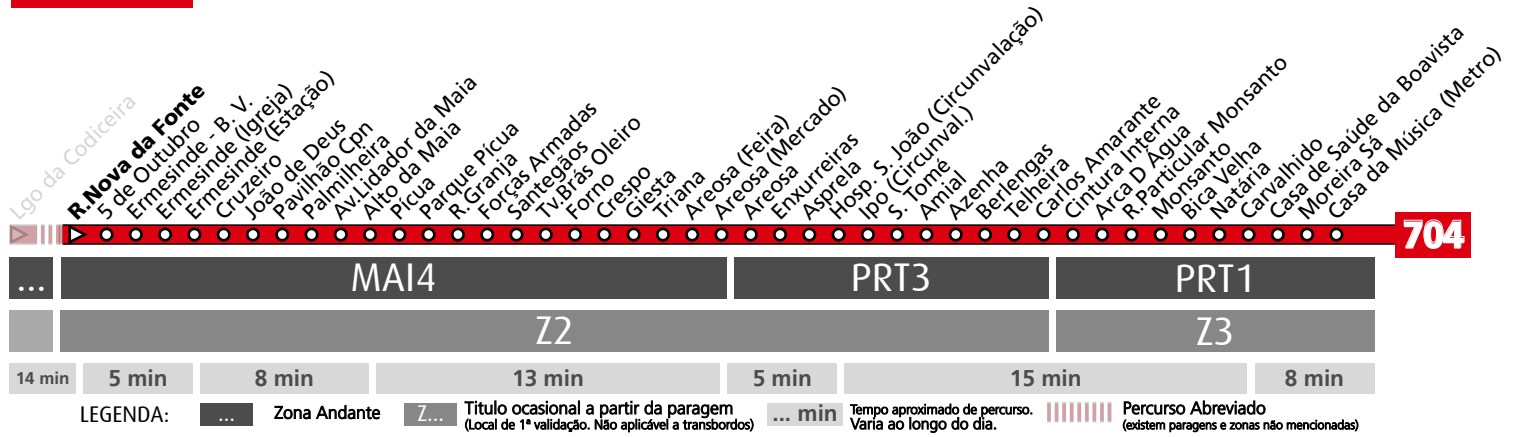 Lgo da Codiceira
R.Nova da Fonte
5 de Outubro
Ermesinde - B. V.
Ermesinde (Igreja)
Ermesinde (Estação)
Cruzeiro
João de Deus
Pavilhão Cpn
Palmilheira
Av.Lidador da Maia
Alto da Maia
Pícua
Parque Pícua
R.Granja
Forças Armadas
Santegãos
Tv.Brás Oleiro
Forno
Crespo
Giesta
Triana
Areosa (Feira)
Areosa (Mercado)
Areosa
Enxurreiras
Asprela
Hosp. S. João (Circunvalação)
Ipo (Circunval.)
S. Tomé
Amial
Azenha
Berlengas
Telheira
Carlos Amarante
Cintura Interna
Arca D´Agua
R.Particular Monsanto
Monsanto
Bica Velha
Natária
Carvalhido
Casa de Saúde da Boavista
Moreira Sá
Casa da Música (Metro)
704
... MAI4 PRT3 PRT1
Z2 Z3
14 min 5 min 8 min 13 min 5 min 15 min 8 min
LEGENDA: ... Zona Andante Z... Titulo ocasional a partir da paragem
(Local de 1ª validação. Não aplicável a transbordos)
... min Tempo aproximado de percurso.
Varia ao longo do dia.
Percurso Abreviado
(existem paragens e zonas não mencionadas)